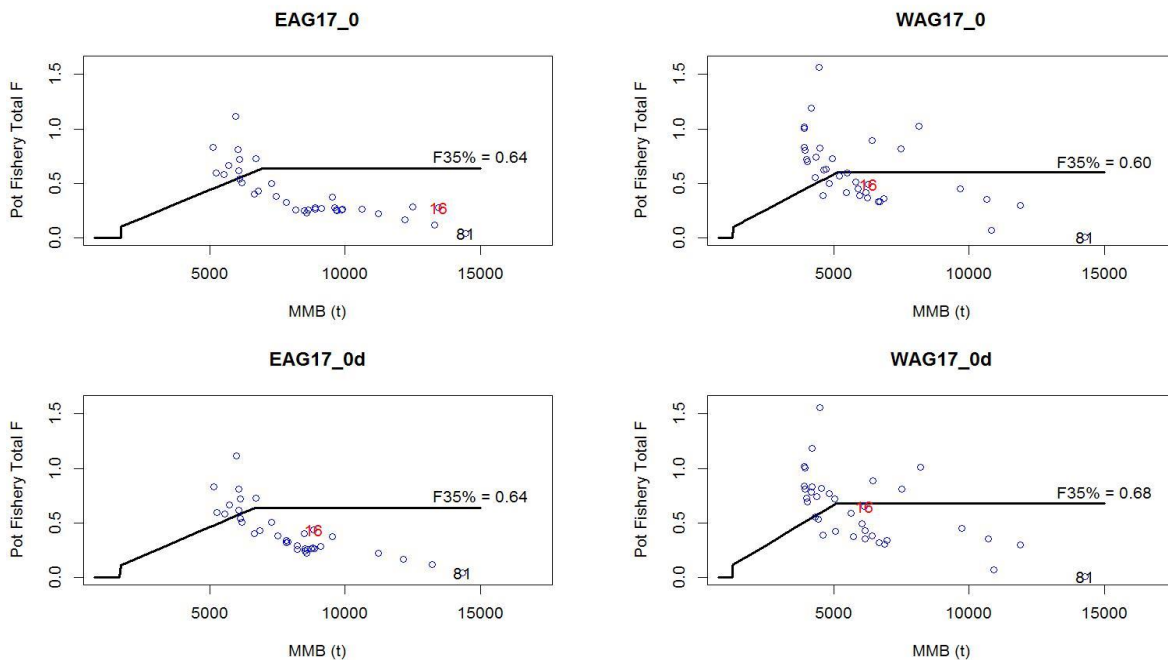 EAG17_0
Pot Fishery Total F
1.5
1.0
0.5
0.0
F35% = 0.64
16
81
5000 10000 15000
MMB (t)
WAG17_0
Pot Fishery Total F
1.5
1.0
0.5
0.0
F35% = 0.60
16
81
5000 10000 15000
MMB (t)
EAG17_0d
Pot Fishery Total F
1.5
1.0
0.5
0.0
F35% = 0.64
16
81
5000 10000 15000
MMB (t)
WAG17_0d
Pot Fishery Total F
1.5
1.0
0.5
0.0
F35% = 0.68
16
81
5000 10000 15000
MMB (t)